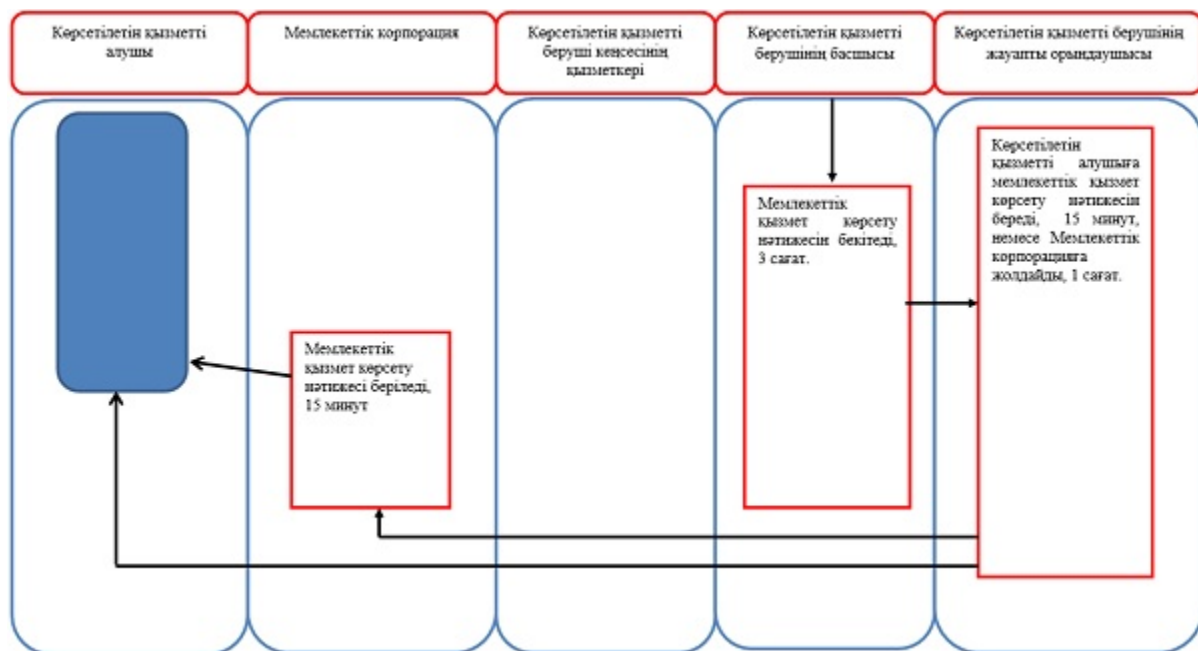 Көрсетілетін қызметті
алушы
Мемлекеттік корпорация
Көрсетілетін қызметті
беруші кеңсесінің
қызметкері
Көрсетілетін қызметті
берушінің басшысы
Көрсетілетін қызметті берушінің
жауапты орындаушысы
Мемлекеттік
қызмет көрсету
нәтижесі беріледі,
15 минут
Мемлекеттік
қызмет көрсету
нәтижесін бекітеді,
3 сағат.
Көрсетілетін
қызметті алушыға
мемлекеттік қызмет
көрсету нәтижесін
береді, 15 минут,
немесе Мемлекеттік
корпорацияға
жолдайды, 1 сағат.